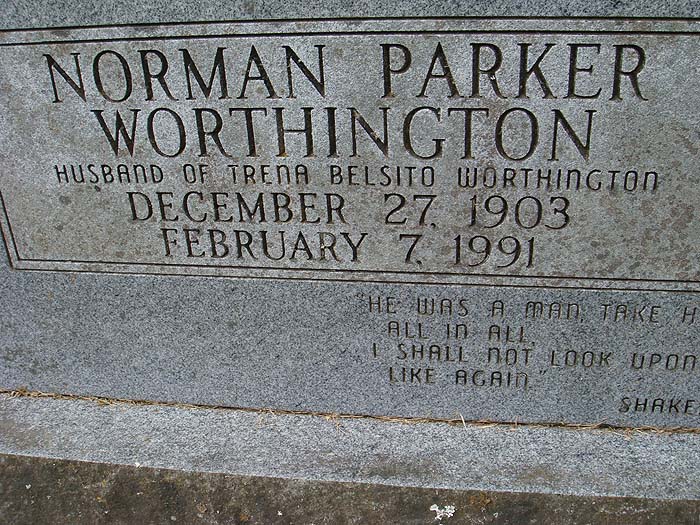 NORMAN PARKER
WORTHINGTON
HUSBAND OF TRENA BELSITO WORTHINGTON
DECEMBER 27, 1903
FEBRUARY 7, 1991
"HE WAS A MAN, TAKE H
ALL IN ALL,
I SHALL NOT LOOK UPON
LIKE AGAIN."
SHAKE